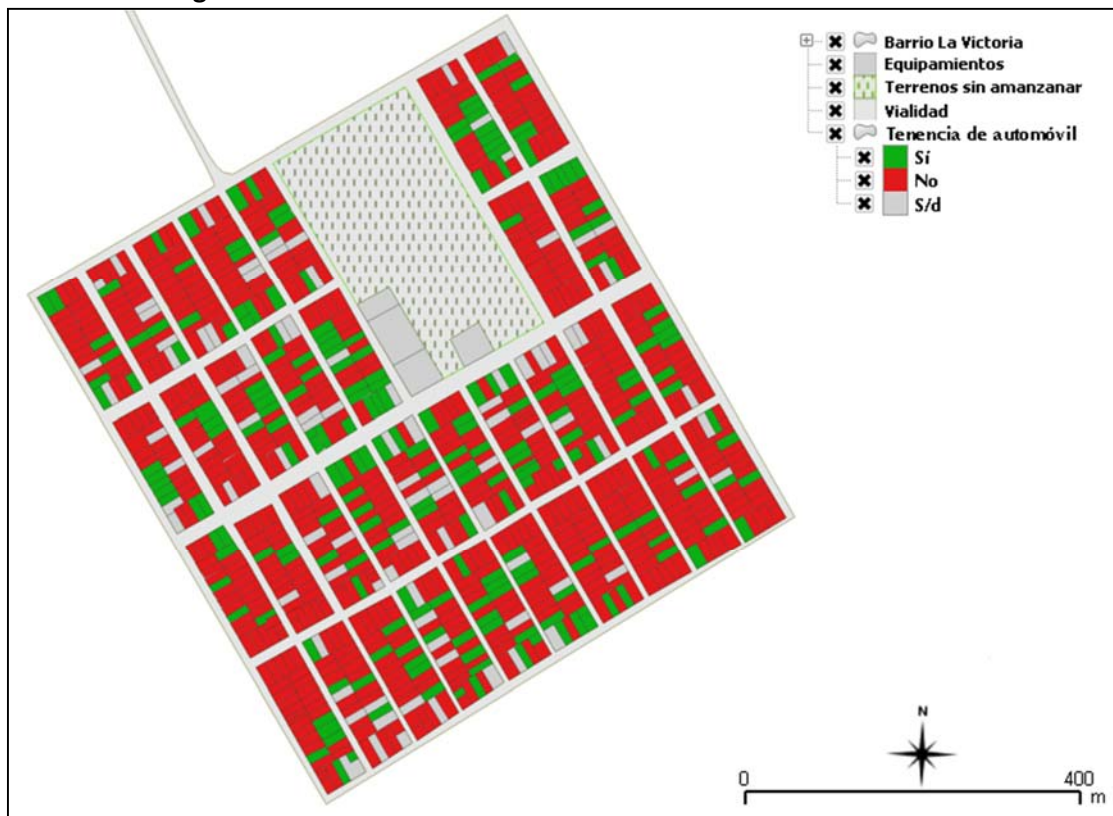 Barrio La Victoria
Equipamientos
Terrenos sin amanzanar
Vialidad
Tenencia de automóvil
Sí
No
S/d
N
0 400
m